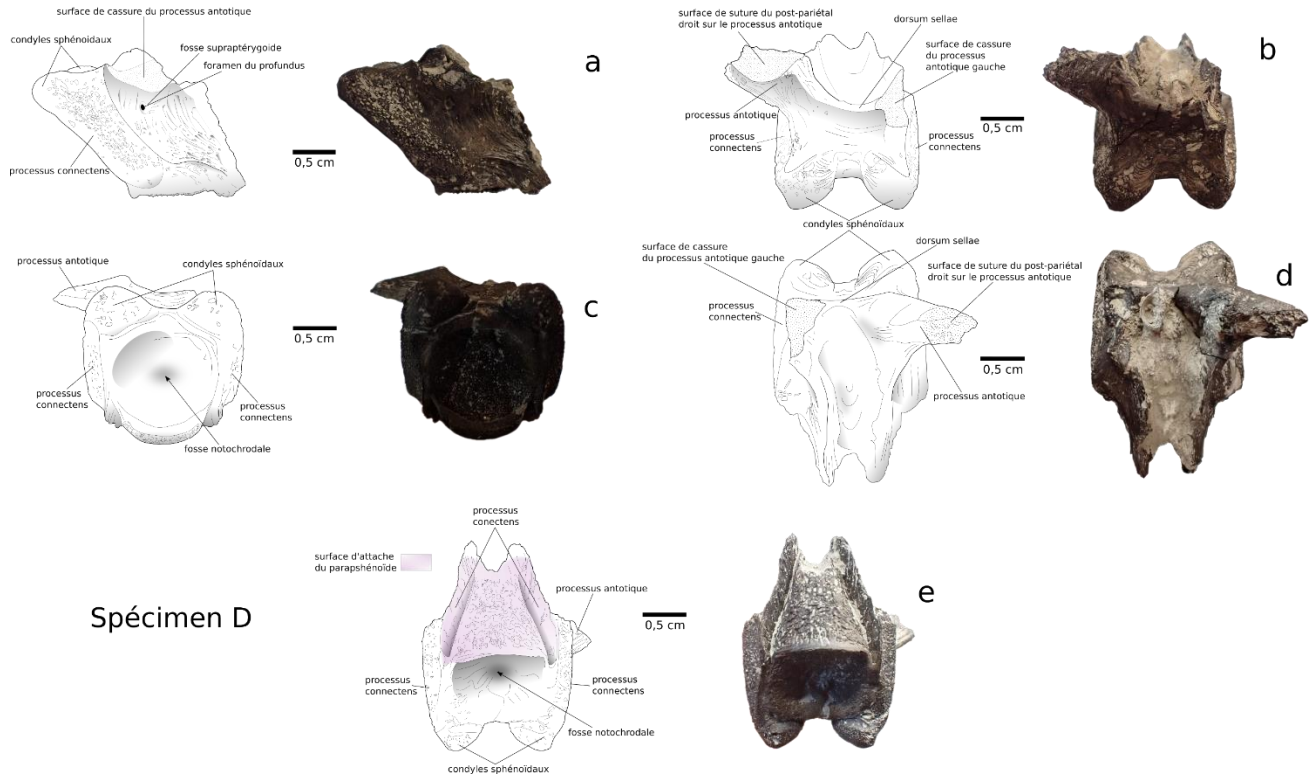 surface de cassure du processus antotique
condyles sphénoidaux
fosse supraptérygoide
foramen du profundus
processus connectens
0,5 cm
a
surface de suture du post-pariétal
droit sur le processus antotique
dorsum sellae
surface de cassure
du processus
antotique gauche
processus antotique
processus
connectens
processus
connectens
0,5 cm
b
condyles sphénoïdaux
processus antotique
condyles sphénoïdaux
processus
connectens
processus
connectens
fosse notochrodale
0,5 cm
c
surface de cassure
du processus antotique gauche
dorsum sellae
surface de suture du post-pariétal
droit sur le processus antotique
processus
connectens
processus antotique
0,5 cm
d
processus
conectens
surface d'attache
du parapshénoïde
processus antotique
0,5 cm
e
Spécimen D
processus
connectens
processus
connectens
fosse notochrodale
condyles sphénoïdaux